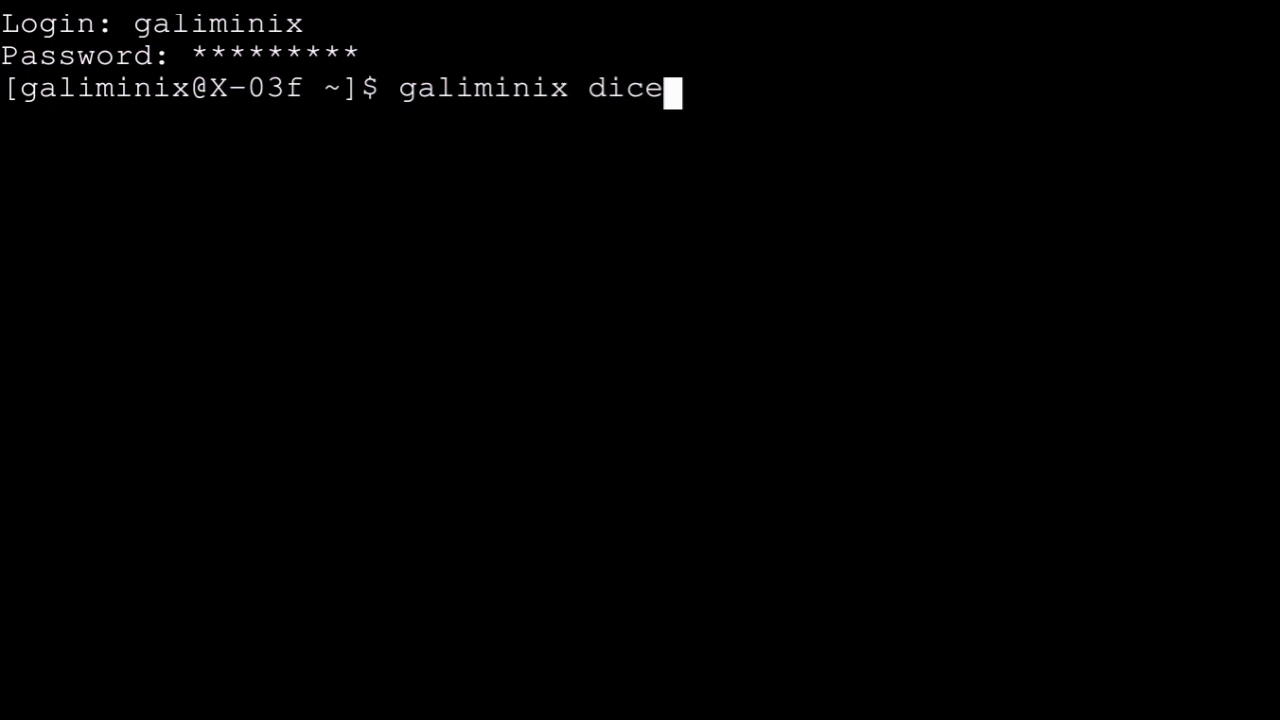 Login: galiminix
Password: *********
[galiminix@X-03f ~]$ galiminix dice